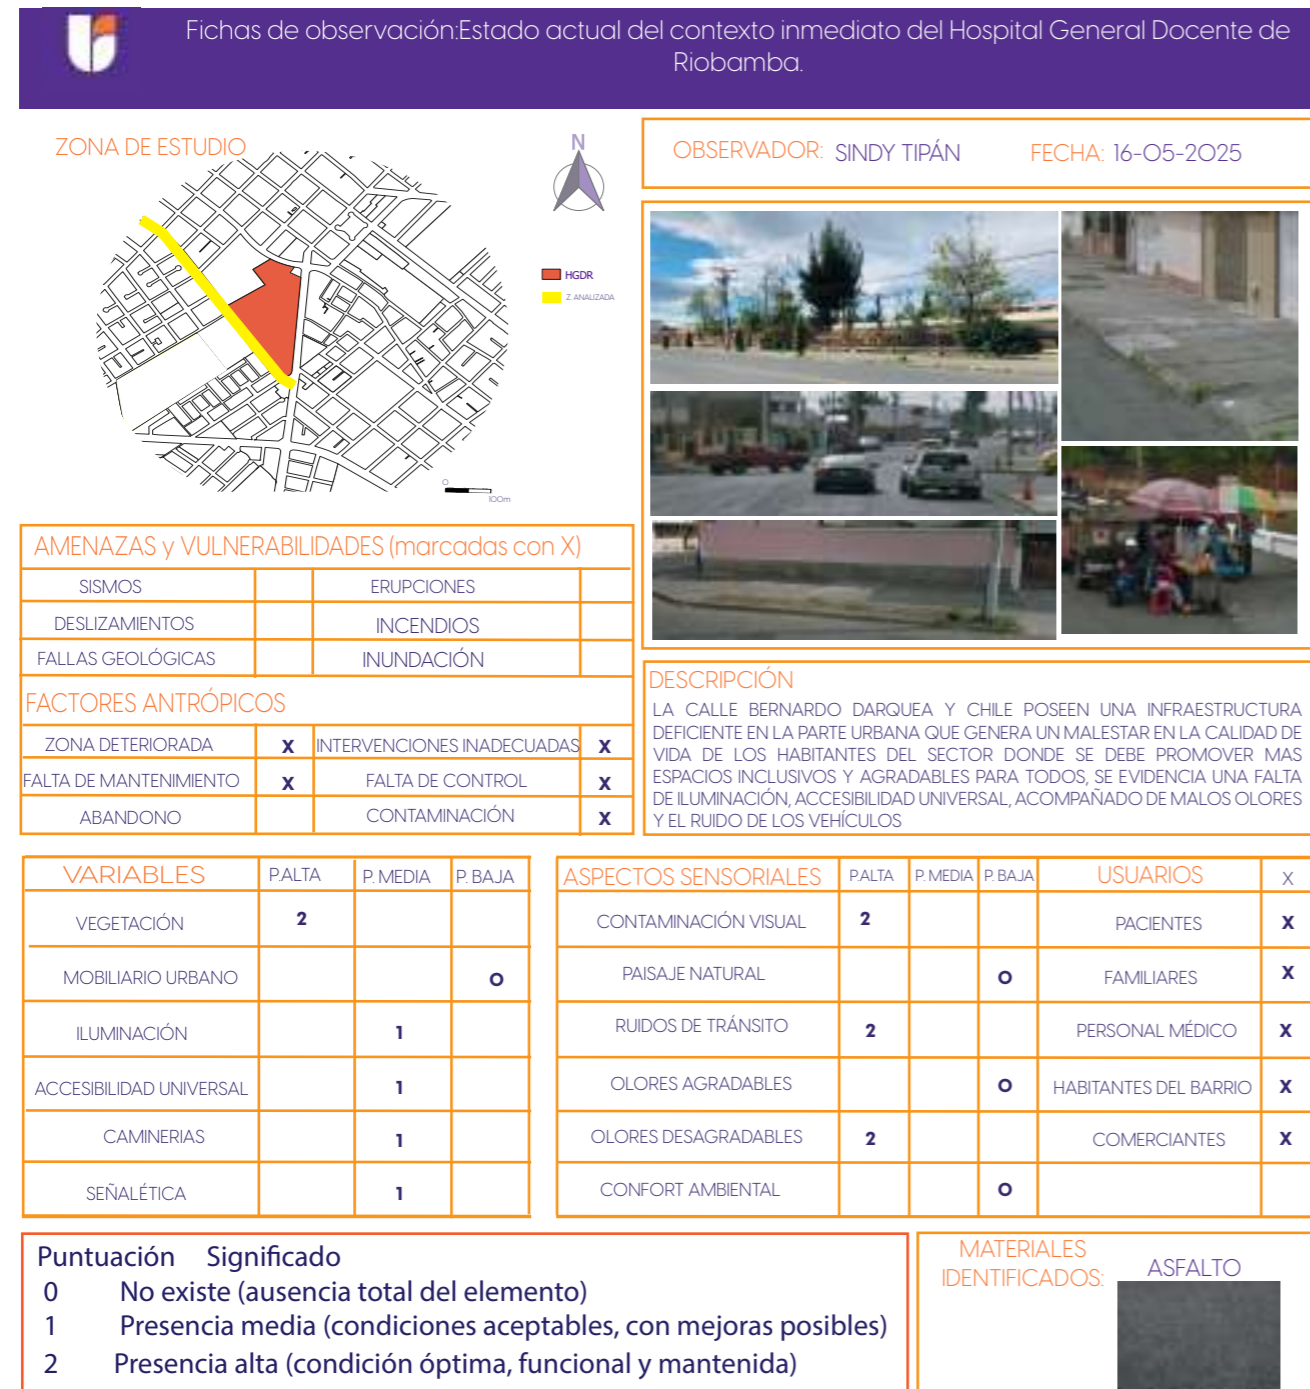 Fichas de observación:Estado actual del contexto inmediato del Hospital General Docente de
Riobamba.
ZONA DE ESTUDIO
N
HGDR
Z. ANALIZADA
0
100m
OBSERVADOR: SINDY TIPÁN FECHA: 16-05-2025
AMENAZAS y VULNERABILIDADES (marcadas con X)
SISMOS ERUPCIONES
DESLIZAMIENTOS INCENDIOS
FALLAS GEOLÓGICAS INUNDACIÓN
FACTORES ANTRÓPICOS
ZONA DETERIORADA X INTERVENCIONES INADECUADAS X
FALTA DE MANTENIMIENTO X FALTA DE CONTROL X
ABANDONO CONTAMINACIÓN X
DESCRIPCIÓN
LA CALLE BERNARDO DARQUEA Y CHILE POSEEN UNA INFRAESTRUCTURA
DEFICIENTE EN LA PARTE URBANA QUE GENERA UN MALESTAR EN LA CALIDAD DE
VIDA DE LOS HABITANTES DEL SECTOR DONDE SE DEBE PROMOVER MAS
ESPACIOS INCLUSIVOS Y AGRADABLES PARA TODOS, SE EVIDENCIA UNA FALTA
DE ILUMINACIÓN, ACCESIBILIDAD UNIVERSAL, ACOMPAÑADO DE MALOS OLORES
Y EL RUIDO DE LOS VEHÍCULOS
VARIABLES P.ALTA P. MEDIA P. BAJA
VEGETACIÓN 2
MOBILIARIO URBANO 0
ILUMINACIÓN 1
ACCESIBILIDAD UNIVERSAL 1
CAMINERIAS 1
SEÑALÉTICA 1
ASPECTOS SENSORIALES P.ALTA P. MEDIA P. BAJA USUARIOS X
CONTAMINACIÓN VISUAL 2 PACIENTES X
PAISAJE NATURAL 0 FAMILIARES X
RUIDOS DE TRÁNSITO 2 PERSONAL MÉDICO X
OLORES AGRADABLES 0 HABITANTES DEL BARRIO X
OLORES DESAGRADABLES 2 COMERCIANTES X
CONFORT AMBIENTAL 0
Puntuación Significado
0 No existe (ausencia total del elemento)
1 Presencia media (condiciones aceptables, con mejoras posibles)
2 Presencia alta (condición óptima, funcional y mantenida)
MATERIALES
IDENTIFICADOS:
ASFALTO